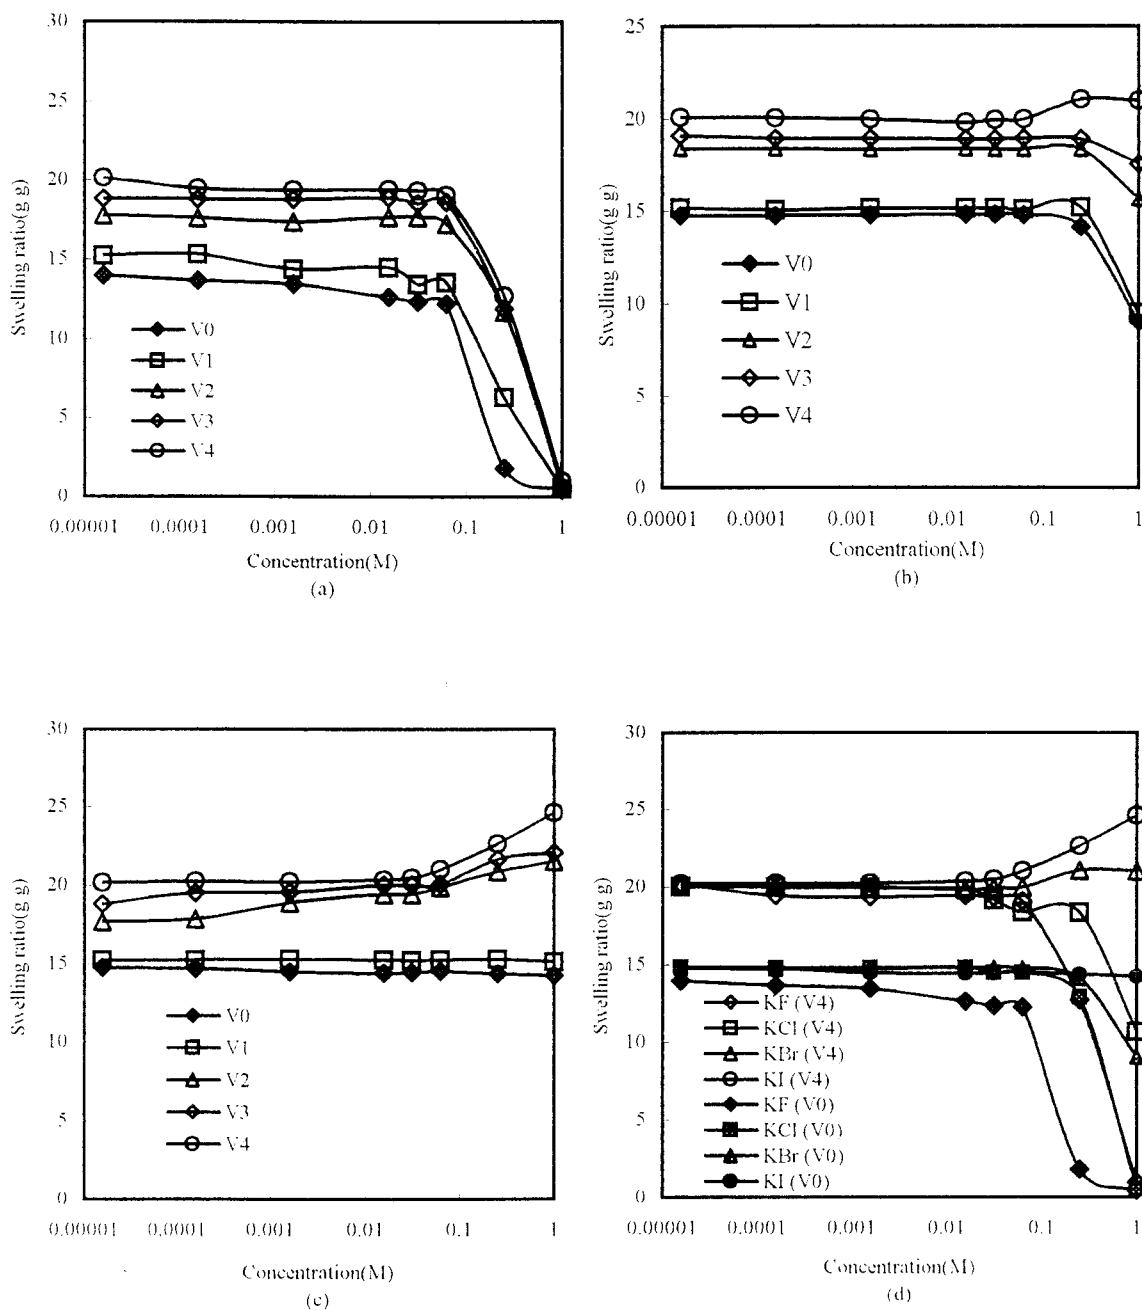 30
25
20
15
10
5
0
Swelling ratio(g g)
V0
V1
V2
V3
V4
0.00001 0.0001 0.001 0.01 0.1 1
Concentration(M)
(a)
25
20
15
10
5
0
Swelling ratio(g g)
V0
V1
V2
V3
V4
0.00001 0.0001 0.001 0.01 0.1 1
Concentration(M)
(b)
30
25
20
15
10
5
0
Swelling ratio(g g)
V0
V1
V2
V3
V4
0.00001 0.0001 0.001 0.01 0.1 1
Concentration(M)
(c)
30
25
20
15
10
5
0
Swelling ratio(g g)
KF (V4)
KCl (V4)
KBr (V4)
KI (V4)
KF (V0)
KCl (V0)
KBr (V0)
KI (V0)
0.00001 0.0001 0.001 0.01 0.1 1
Concentration(M)
(d)